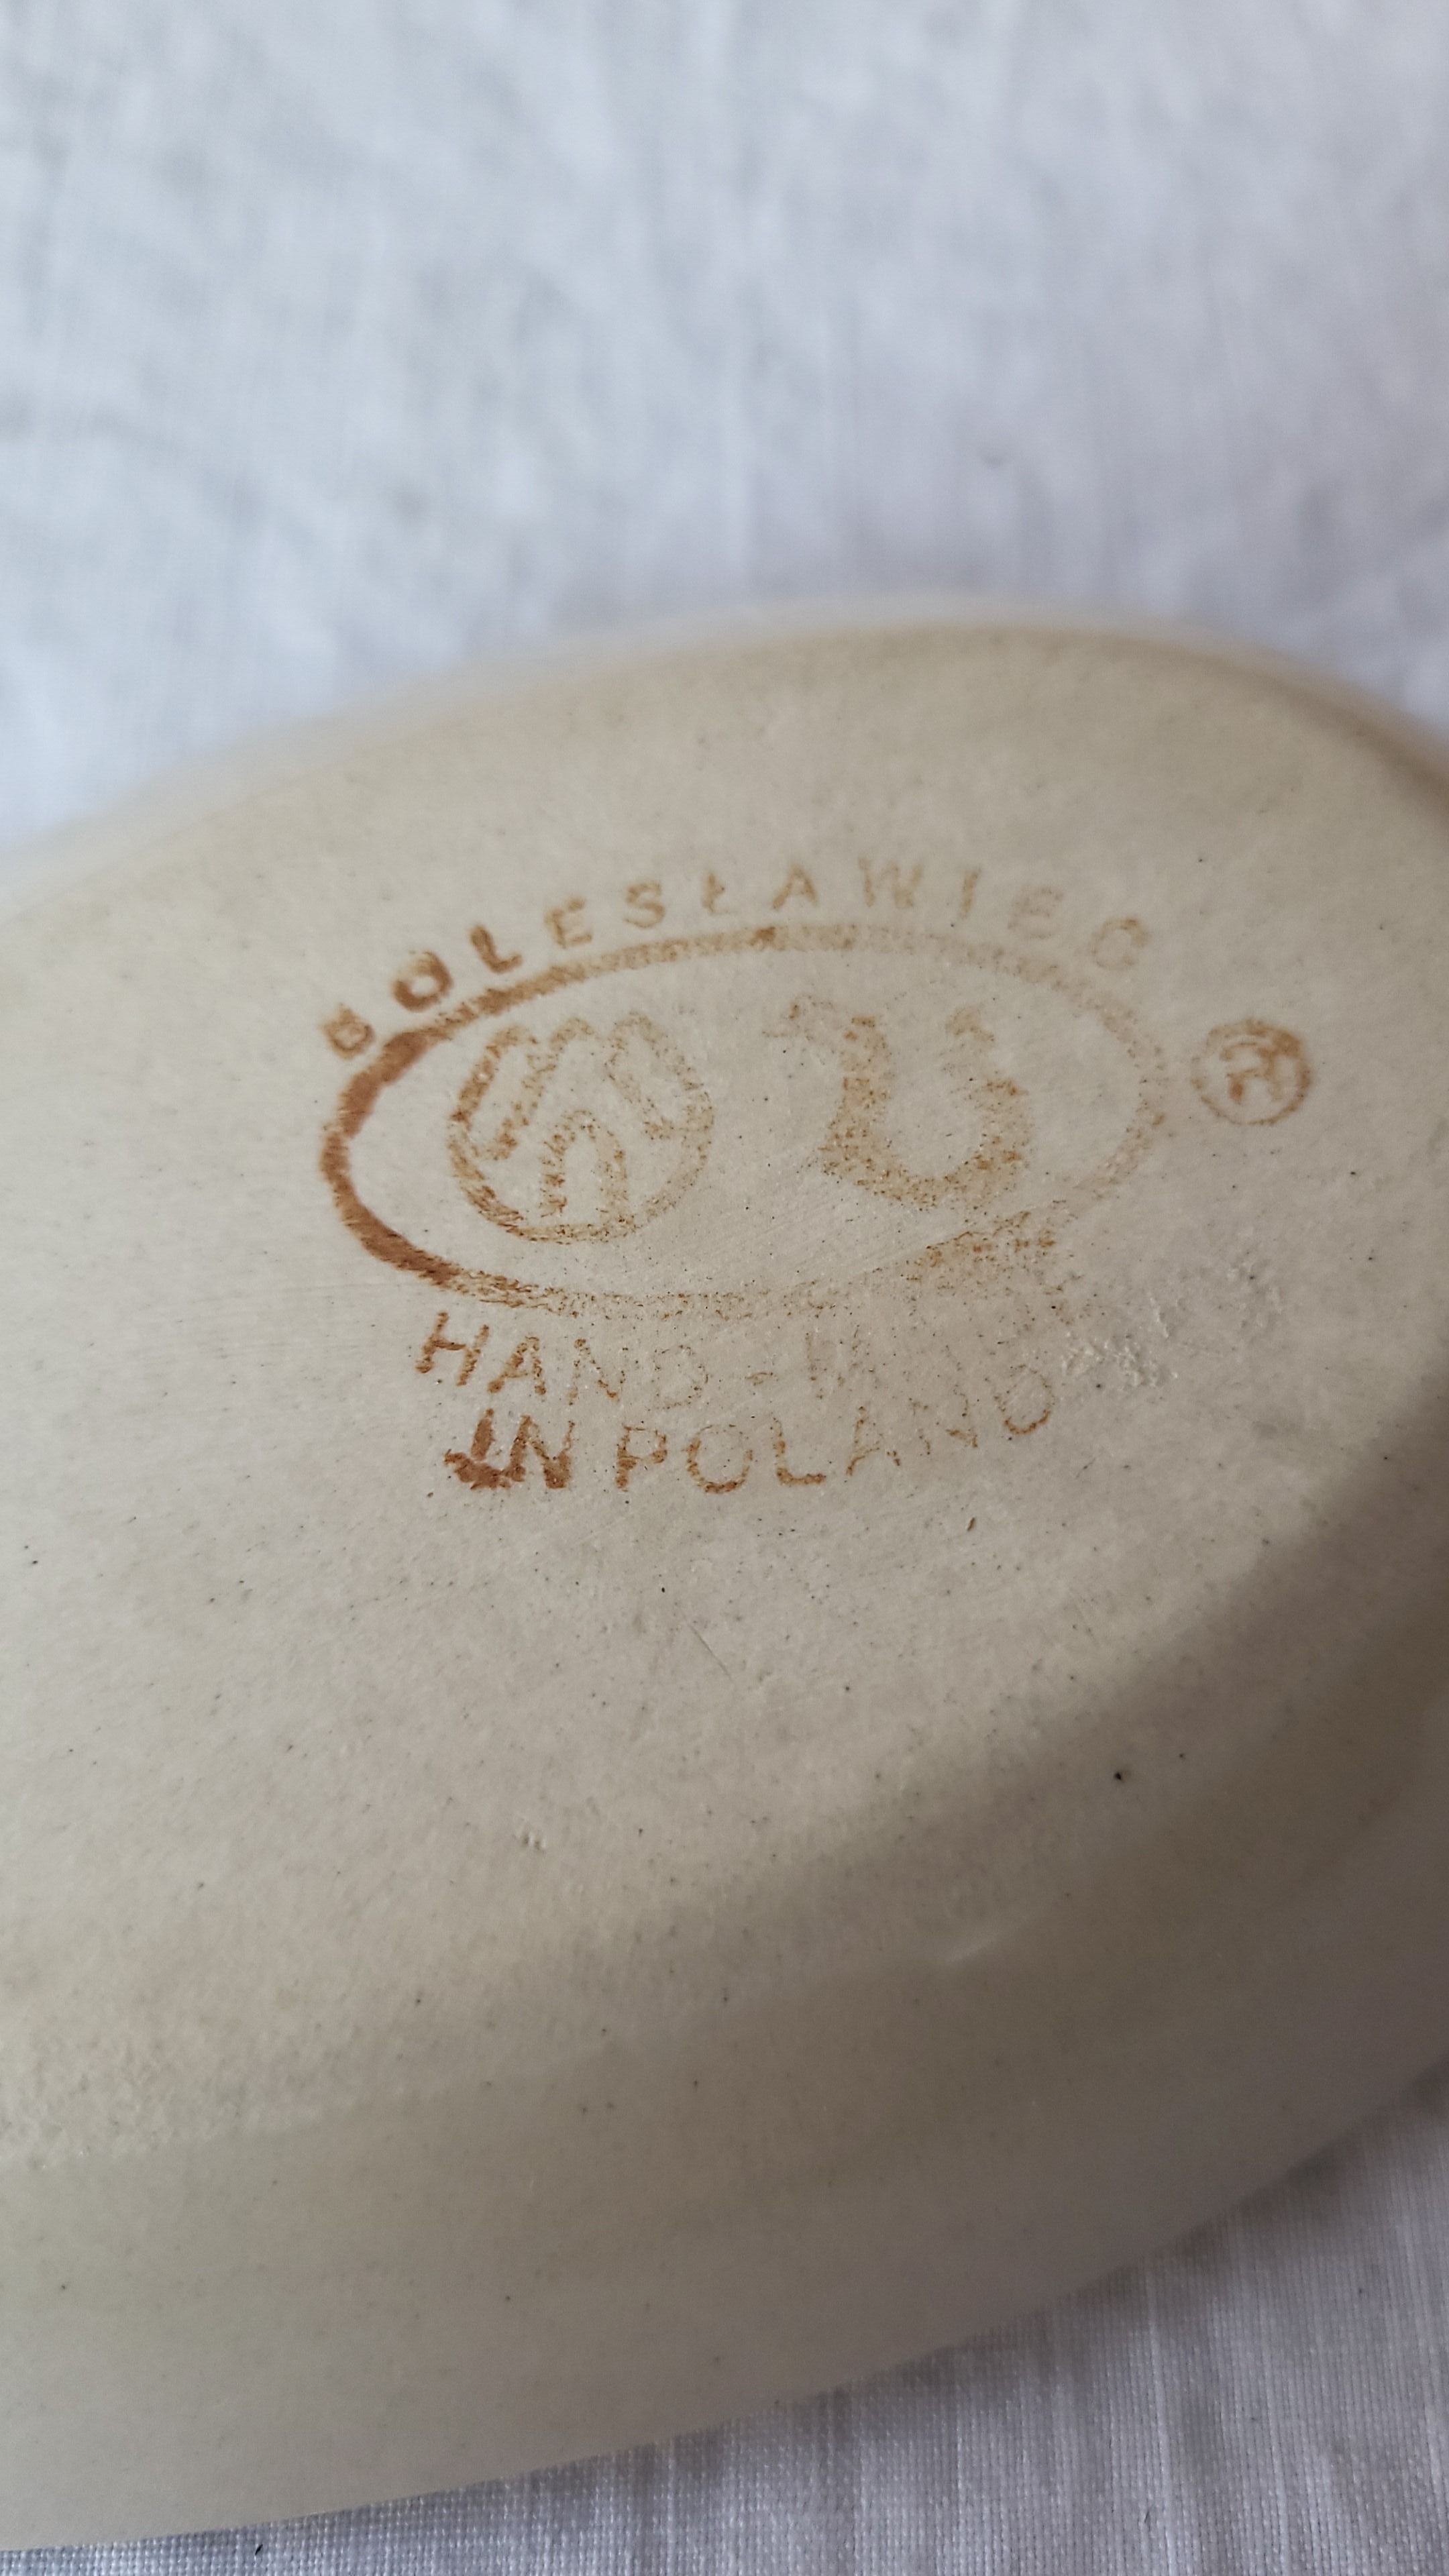 BOLESŁAWIEC
®
HAND-
IN POLAND